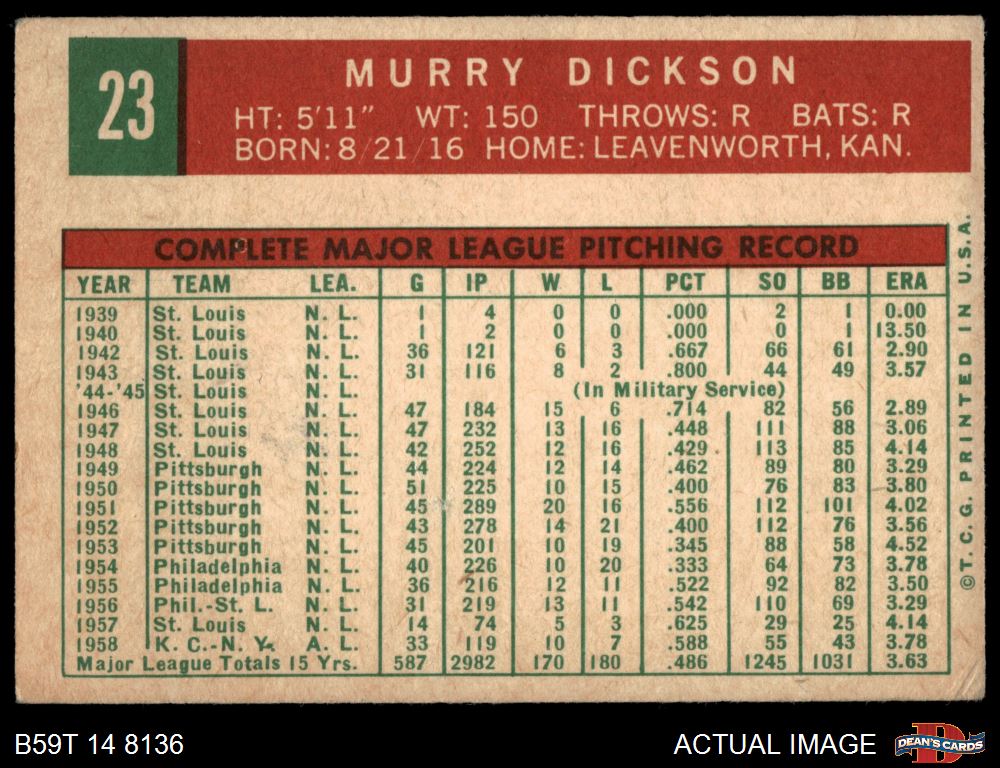 23
MURRY DICKSON
HT: 5'11" WT: 150 THROWS: R BATS: R
BORN: 8/21/16 HOME: LEAVENWORTH, KAN.
COMPLETE MAJOR LEAGUE PITCHING RECORD
YEAR TEAM LEA. G IP W L PCT SO BB ERA
1939 St. Louis N. L. 1 4 0 0 .000 2 1 0.00
1940 St. Louis N. L. 1 2 0 0 .000 0 1 13.50
1942 St. Louis N. L. 36 121 6 3 .667 66 61 2.90
1943 St. Louis N. L. 31 116 8 2 .800 44 49 3.57
'44-'45 St. Louis N. L. (In Military Service)
1946 St. Louis N. L. 47 184 15 6 .714 82 56 2.89
1947 St. Louis N. L. 47 232 13 16 .448 111 88 3.06
1948 St. Louis N. L. 42 252 12 16 .429 113 85 4.14
1949 Pittsburgh N. L. 44 224 12 14 .462 89 80 3.29
1950 Pittsburgh N. L. 51 225 10 15 .400 76 83 3.80
1951 Pittsburgh N. L. 45 289 20 16 .556 112 101 4.02
1952 Pittsburgh N. L. 43 278 14 21 .400 112 76 3.56
1953 Pittsburgh N. L. 45 201 10 19 .345 88 58 4.52
1954 Philadelphia N. L. 40 226 10 20 .333 64 73 3.78
1955 Philadelphia N. L. 36 216 12 11 .522 92 82 3.50
1956 Phil.-St. L. N. L. 31 219 13 11 .542 110 69 3.29
1957 St. Louis N. L. 14 74 5 3 .625 29 25 4.14
1958 K. C.-N. Y. A. L. 33 119 10 7 .588 55 43 3.78
Major League Totals 15 Yrs. 587 2982 170 180 .486 1245 1031 3.63
©T. C. G. PRINTED IN U.S.A.
B59T 14 8136
ACTUAL IMAGE
DEAN'S CARDS